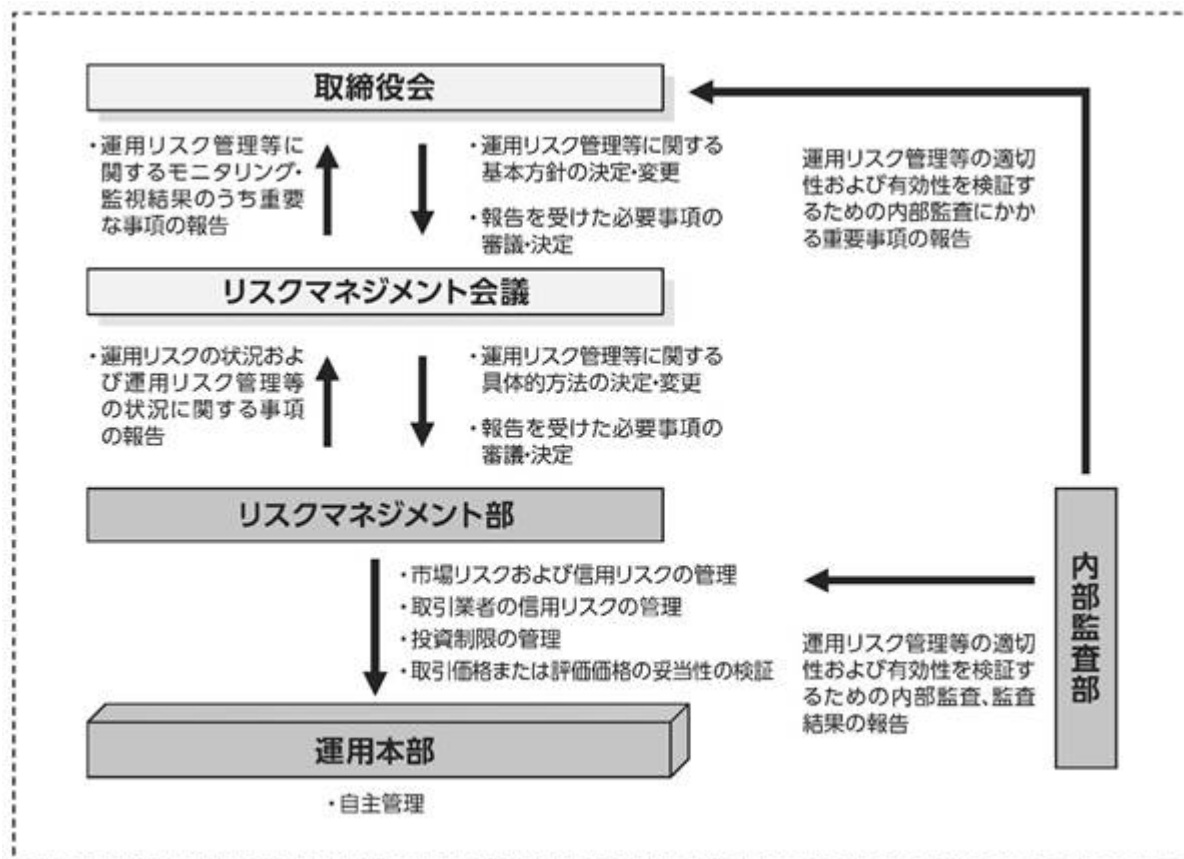 取締役会
・運用リスク管理等に
関するモニタリング・
監視結果のうち重要
な事項の報告
・運用リスク管理等に関する
基本方針の決定・変更
・報告を受けた必要事項の
審議・決定
運用リスク管理等の適切
性および有効性を検証す
るための内部監査にかか
る重要事項の報告
リスクマネジメント会議
・運用リスクの状況およ
び運用リスク管理等
の状況に関する事項
の報告
・運用リスク管理等に関する
具体的方法の決定・変更
・報告を受けた必要事項の
審議・決定
リスクマネジメント部
・市場リスクおよび信用リスクの管理
・取引業者の信用リスクの管理
・投資制限の管理
・取引価格または評価価格の妥当性の検証
内部監査部
運用リスク管理等の適切
性および有効性を検証す
るための内部監査、監査
結果の報告
運用本部
・自主管理